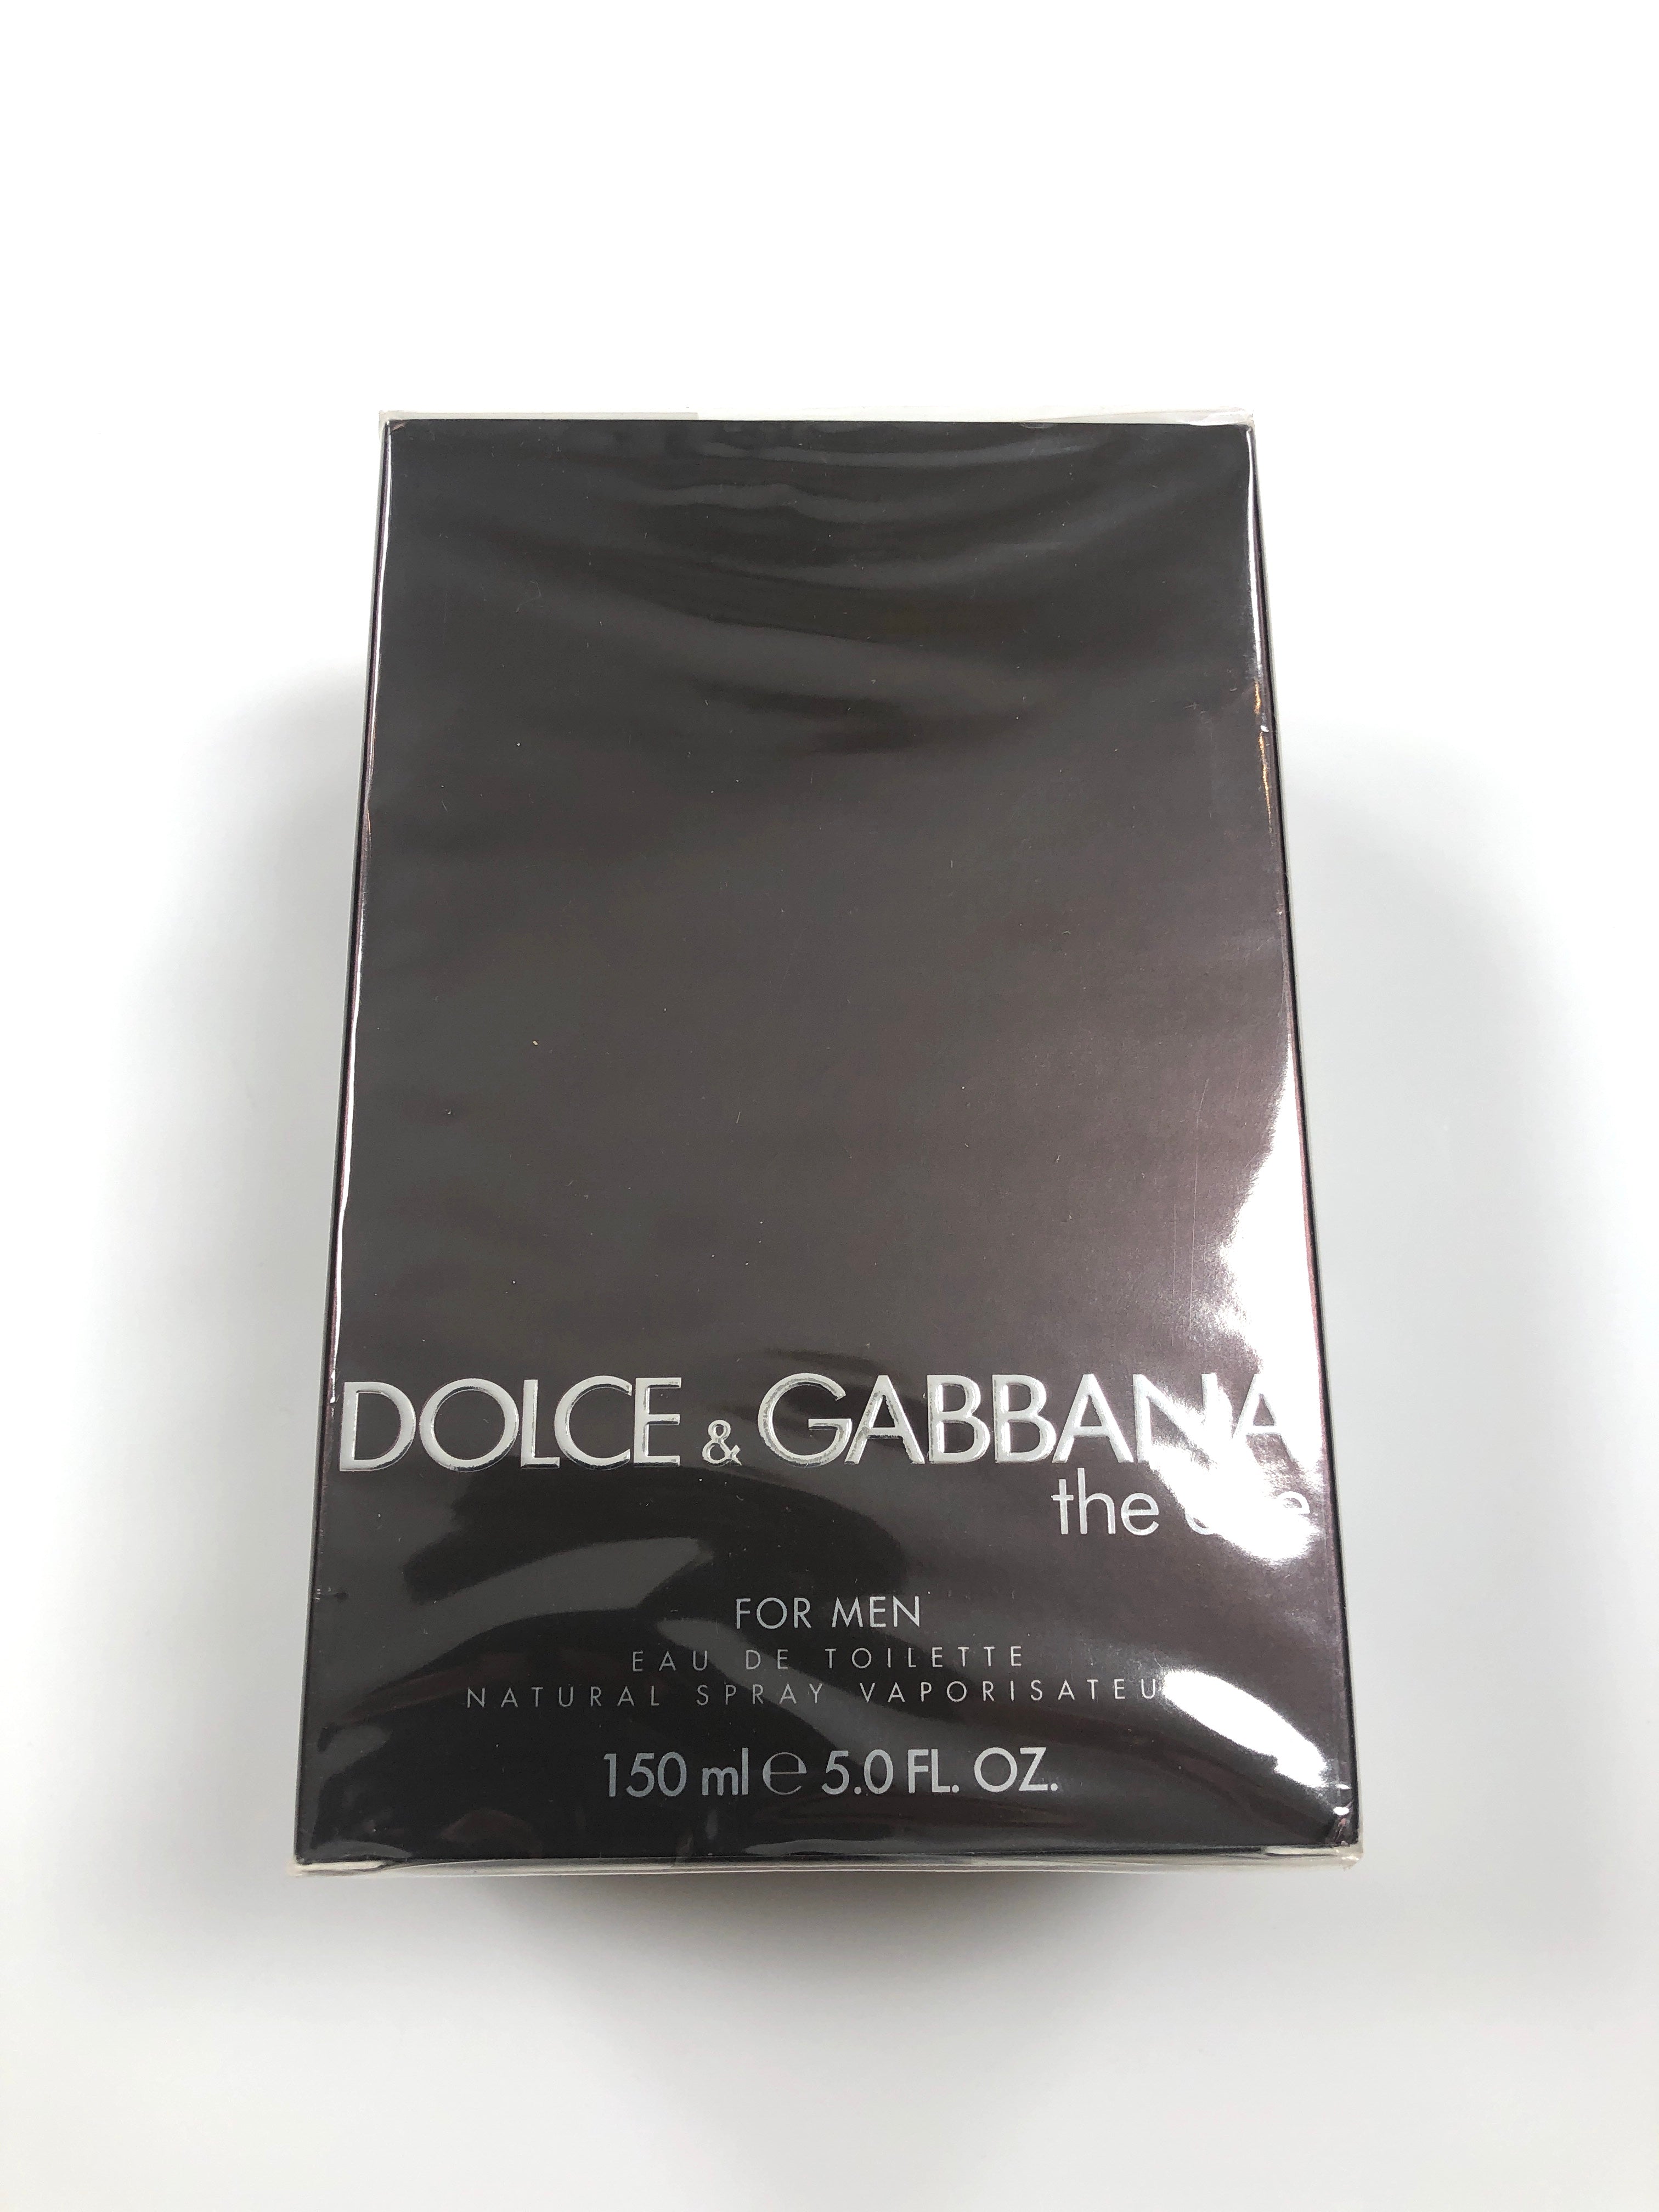 DOLCE & GABBANA
the
FOR MEN
EAU DE TOILETTE
NATURAL SPRAY VAPORISATEU
150 ml ℮ 5.0 FL. OZ.